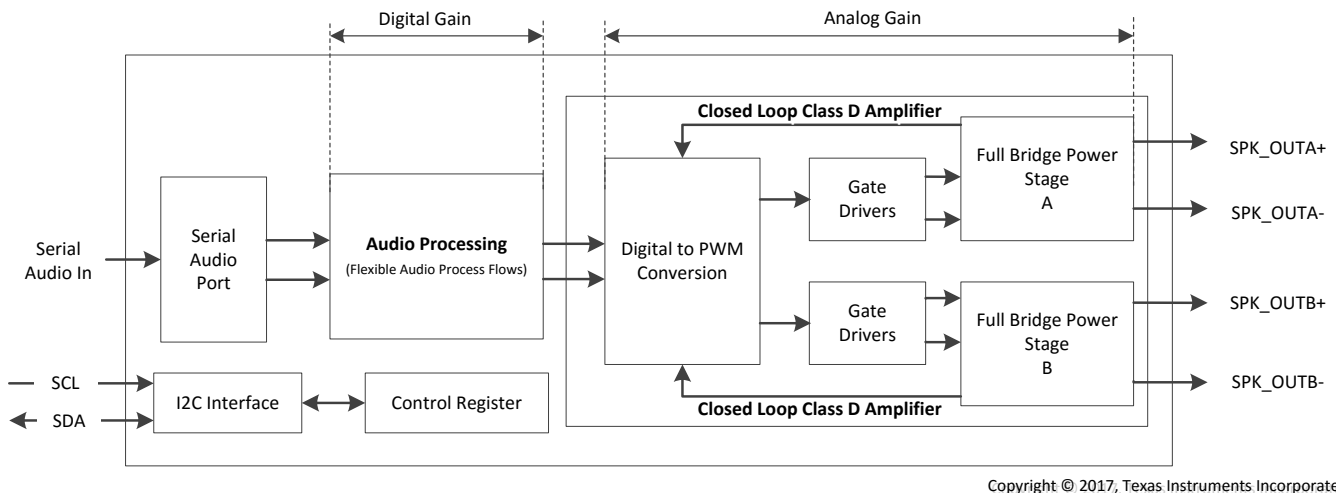 Digital Gain
Analog Gain
Closed Loop Class D Amplifier
Serial
Audio In
Serial
Audio
Port
Audio Processing
(Flexible Audio Process Flows)
Digital to PWM
Conversion
Gate
Drivers
Full Bridge Power
Stage
A
SPK_OUTA+
SPK_OUTA-
Gate
Drivers
Full Bridge Power
Stage
B
SPK_OUTB+
SPK_OUTB-
Closed Loop Class D Amplifier
SCL
SDA
I2C Interface
Control Register
Copyright © 2017, Texas Instruments Incorporate